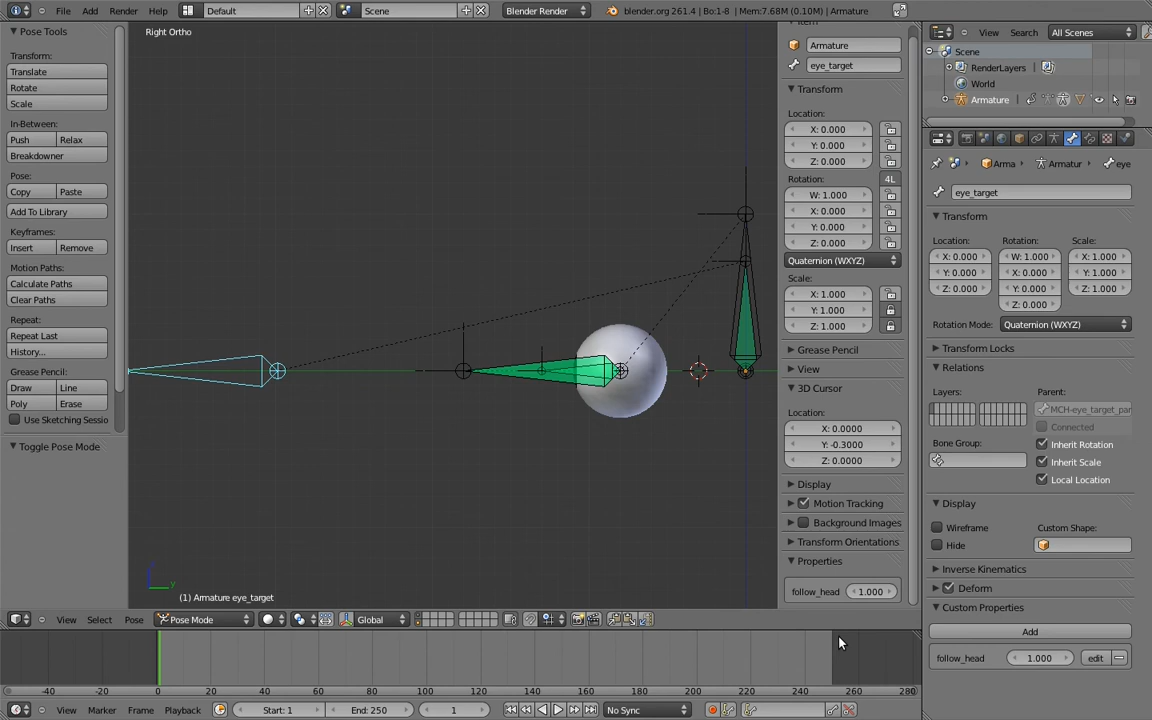 File Add Render Help Default Scene Blender Render blender.org 261.4 | Bo:1-8 | Mem:7.68M (0.10M) | Armature
Pose Tools
Transform:
Translate
Rotate
Scale
In-Between:
Push Relax
Breakdowner
Pose:
Copy Paste
Add To Library
Keyframes:
Insert Remove
Motion Paths:
Calculate Paths
Clear Paths
Repeat:
Repeat Last
History...
Grease Pencil:
Draw Line
Poly Erase
Use Sketching Sessio
Toggle Pose Mode
Right Ortho
y
(1) Armature eye_target
Item
Armature
eye_target
Transform
Location:
X: 0.000
Y: 0.000
Z: 0.000
Rotation: 4L
W: 1.000
X: 0.000
Y: 0.000
Z: 0.000
Quaternion (WXYZ)
Scale:
X: 1.000
Y: 1.000
Z: 1.000
Grease Pencil
View
3D Cursor
Location:
X: 0.0000
Y: -0.3000
Z: 0.0000
Display
Motion Tracking
Background Images
Transform Orientations
Properties
follow_head 1.000
View Search All Scenes
Scene
RenderLayers
World
Armature
Arma Armatur eye
eye_target
Transform
Location: Rotation: Scale:
X: 0.000 W: 1.000 X: 1.000
Y: 0.000 X: 0.000 Y: 1.000
Z: 0.000 Y: 0.000 Z: 1.000
Z: 0.000
Rotation Mode: Quaternion (WXYZ)
Transform Locks
Relations
Layers: Parent:
MCH-eye_target_par
Connected
Bone Group: Inherit Rotation
Inherit Scale
Local Location
Display
Wireframe Custom Shape:
Hide
Inverse Kinematics
Deform
Custom Properties
Add
follow_head 1.000 edit
View Select Pose Pose Mode Global
-40 -20 0 20 40 60 80 100 120 140 160 180 200 220 240 260 280
View Marker Frame Playback Start: 1 End: 250 1 No Sync